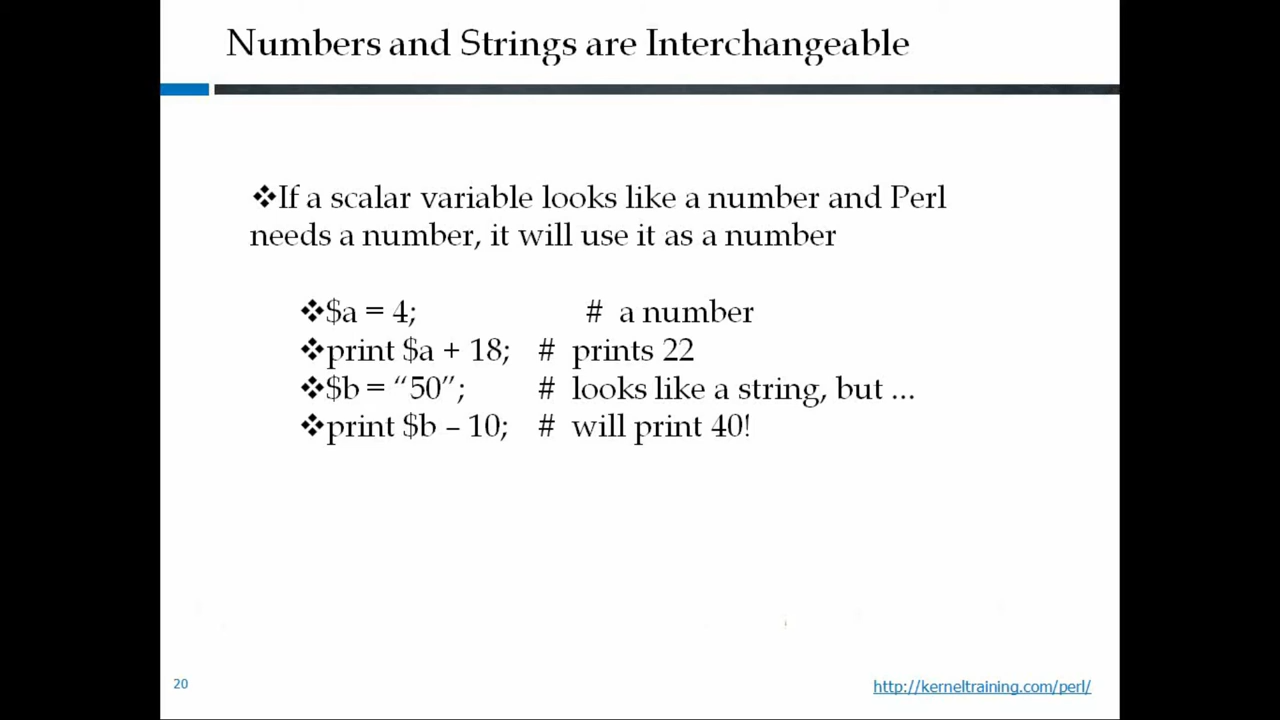 Numbers and Strings are Interchangeable
❖If a scalar variable looks like a number and Perl
needs a number, it will use it as a number
❖$a = 4; # a number
❖print $a + 18; # prints 22
❖$b = “50”; # looks like a string, but ...
❖print $b – 10; # will print 40!
20
http://kerneltraining.com/perl/